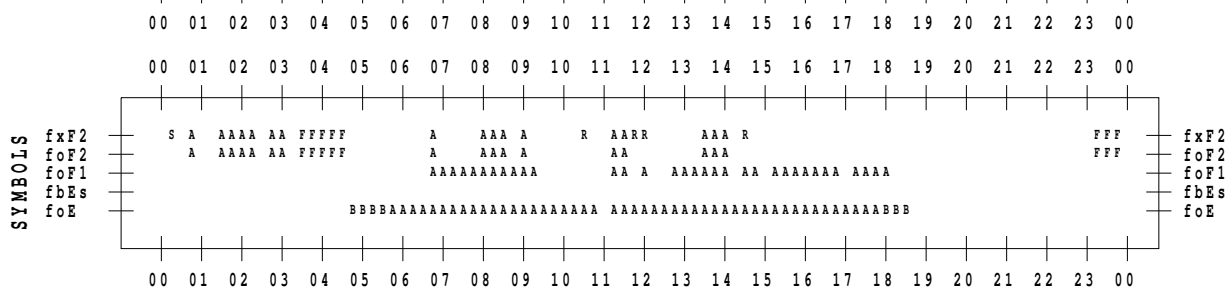 00 01 02 03 04 05 06 07 08 09 10 11 12 13 14 15 16 17 18 19 20 21 22 23 00
00 01 02 03 04 05 06 07 08 09 10 11 12 13 14 15 16 17 18 19 20 21 22 23 00
SYMBOLS
fxF2 S A AAAA AA FFFFF A AAA A R AARR AAA R FFF fxF2
foF2 A AAAA AA FFFFF A AAA A AA AAA FFF foF2
foF1 AAAAAAAAAAA AA A AAAAAA AA AAAAAAA AAAA foF1
fbEs fbEs
foE BBBBAAAAAAAAAAAAAAAAAAAAA AAAAAAAAAAAAAAAAAAAAAAAAAAABBB foE
00 01 02 03 04 05 06 07 08 09 10 11 12 13 14 15 16 17 18 19 20 21 22 23 00